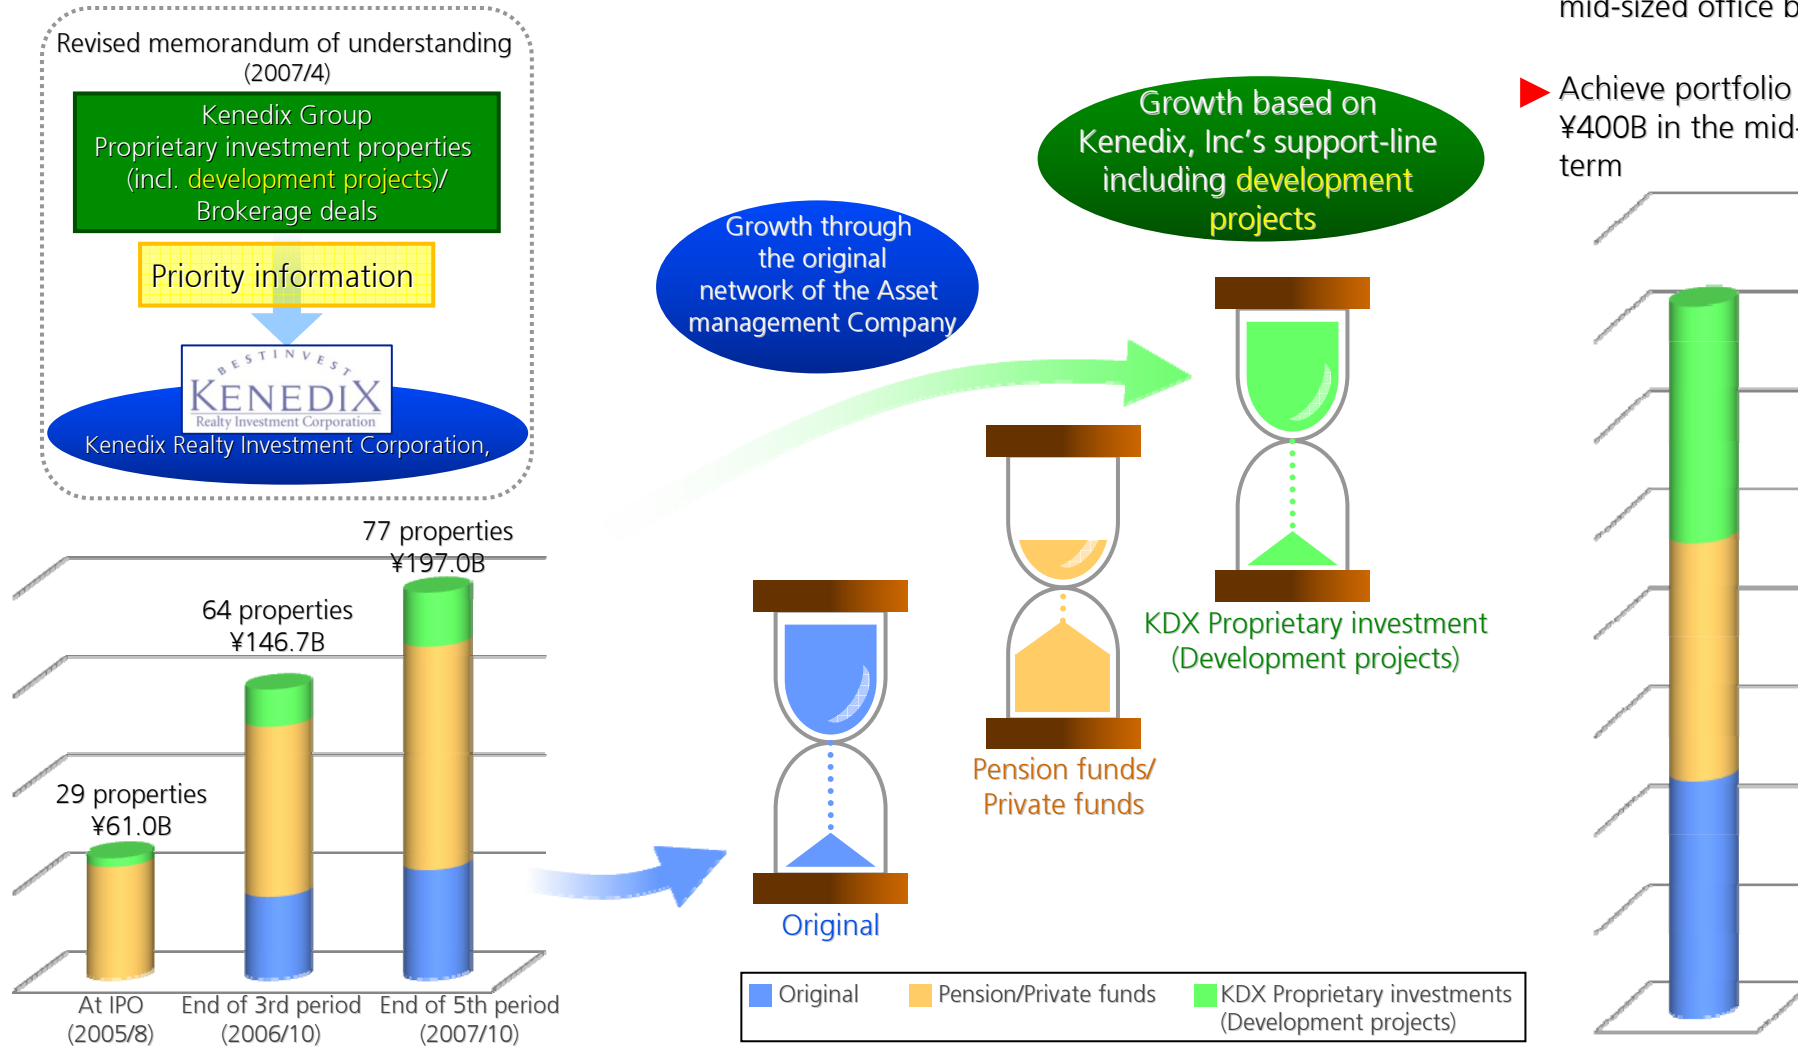 Revised memorandum of understanding
(2007/4)
Kenedix Group
Proprietary investment properties
(incl. development projects)/
Brokerage deals
Priority information
BESTINVEST
KENEDIX
Realty Investment Corporation
Kenedix Realty Investment Corporation,
77 properties
¥197.0B
64 properties
¥146.7B
29 properties
¥61.0B
At IPO
(2005/8)
End of 3rd period
(2006/10)
End of 5th period
(2007/10)
Growth through
the original
network of the Asset
management Company
Growth based on
Kenedix, Inc’s support-line
including development
projects
KDX Proprietary investment
(Development projects)
Pension funds/
Private funds
Original
Original
Pension/Private funds
KDX Proprietary investments
(Development projects)
mid-sized office b
Achieve portfolio
¥400B in the mid-
term